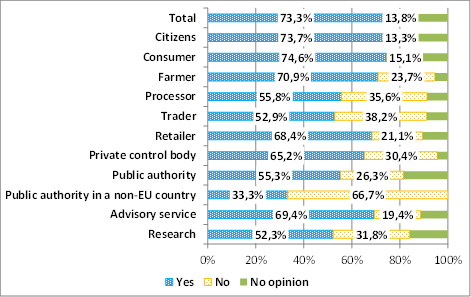 Total 73,3% 13,8%
Citizens 73,7% 13,3%
Consumer 74,6% 15,1%
Farmer 70,9% 23,7%
Processor 55,8% 35,6%
Trader 52,9% 38,2%
Retailer 68,4% 21,1%
Private control body 65,2% 30,4%
Public authority 55,3% 26,3%
Public authority in a non-EU country 33,3% 66,7%
Advisory service 69,4% 19,4%
Research 52,3% 31,8%
0% 20% 40% 60% 80% 100%
Yes No No opinion